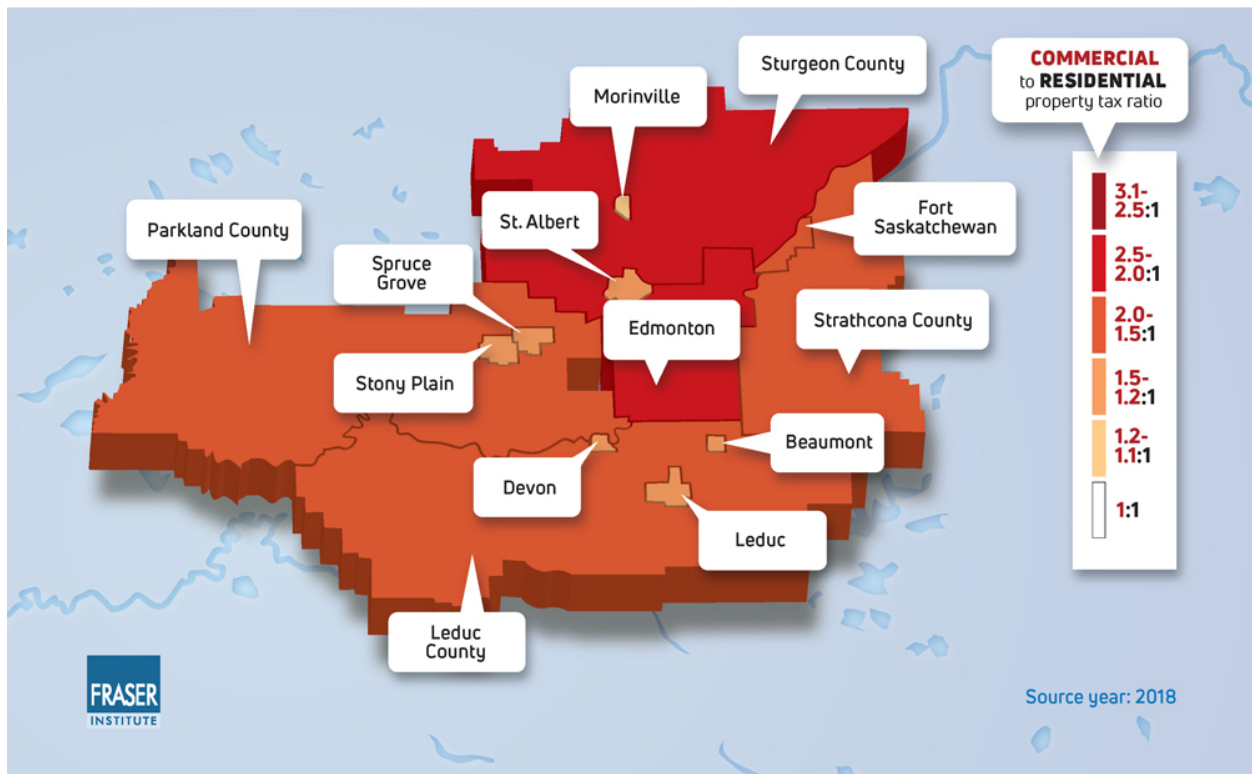 COMMERCIAL
to RESIDENTIAL
property tax ratio
Sturgeon County
Morinville
Fort
Saskatchewan
St. Albert
Parkland County
Spruce
Grove
Edmonton
Strathcona County
Stony Plain
Beaumont
Devon
Leduc
Leduc
County
3.1-
2.5:1
2.5-
2.0:1
2.0-
1.5:1
1.5-
1.2:1
1.2-
1.1:1
1:1
FRASER
INSTITUTE
Source year: 2018